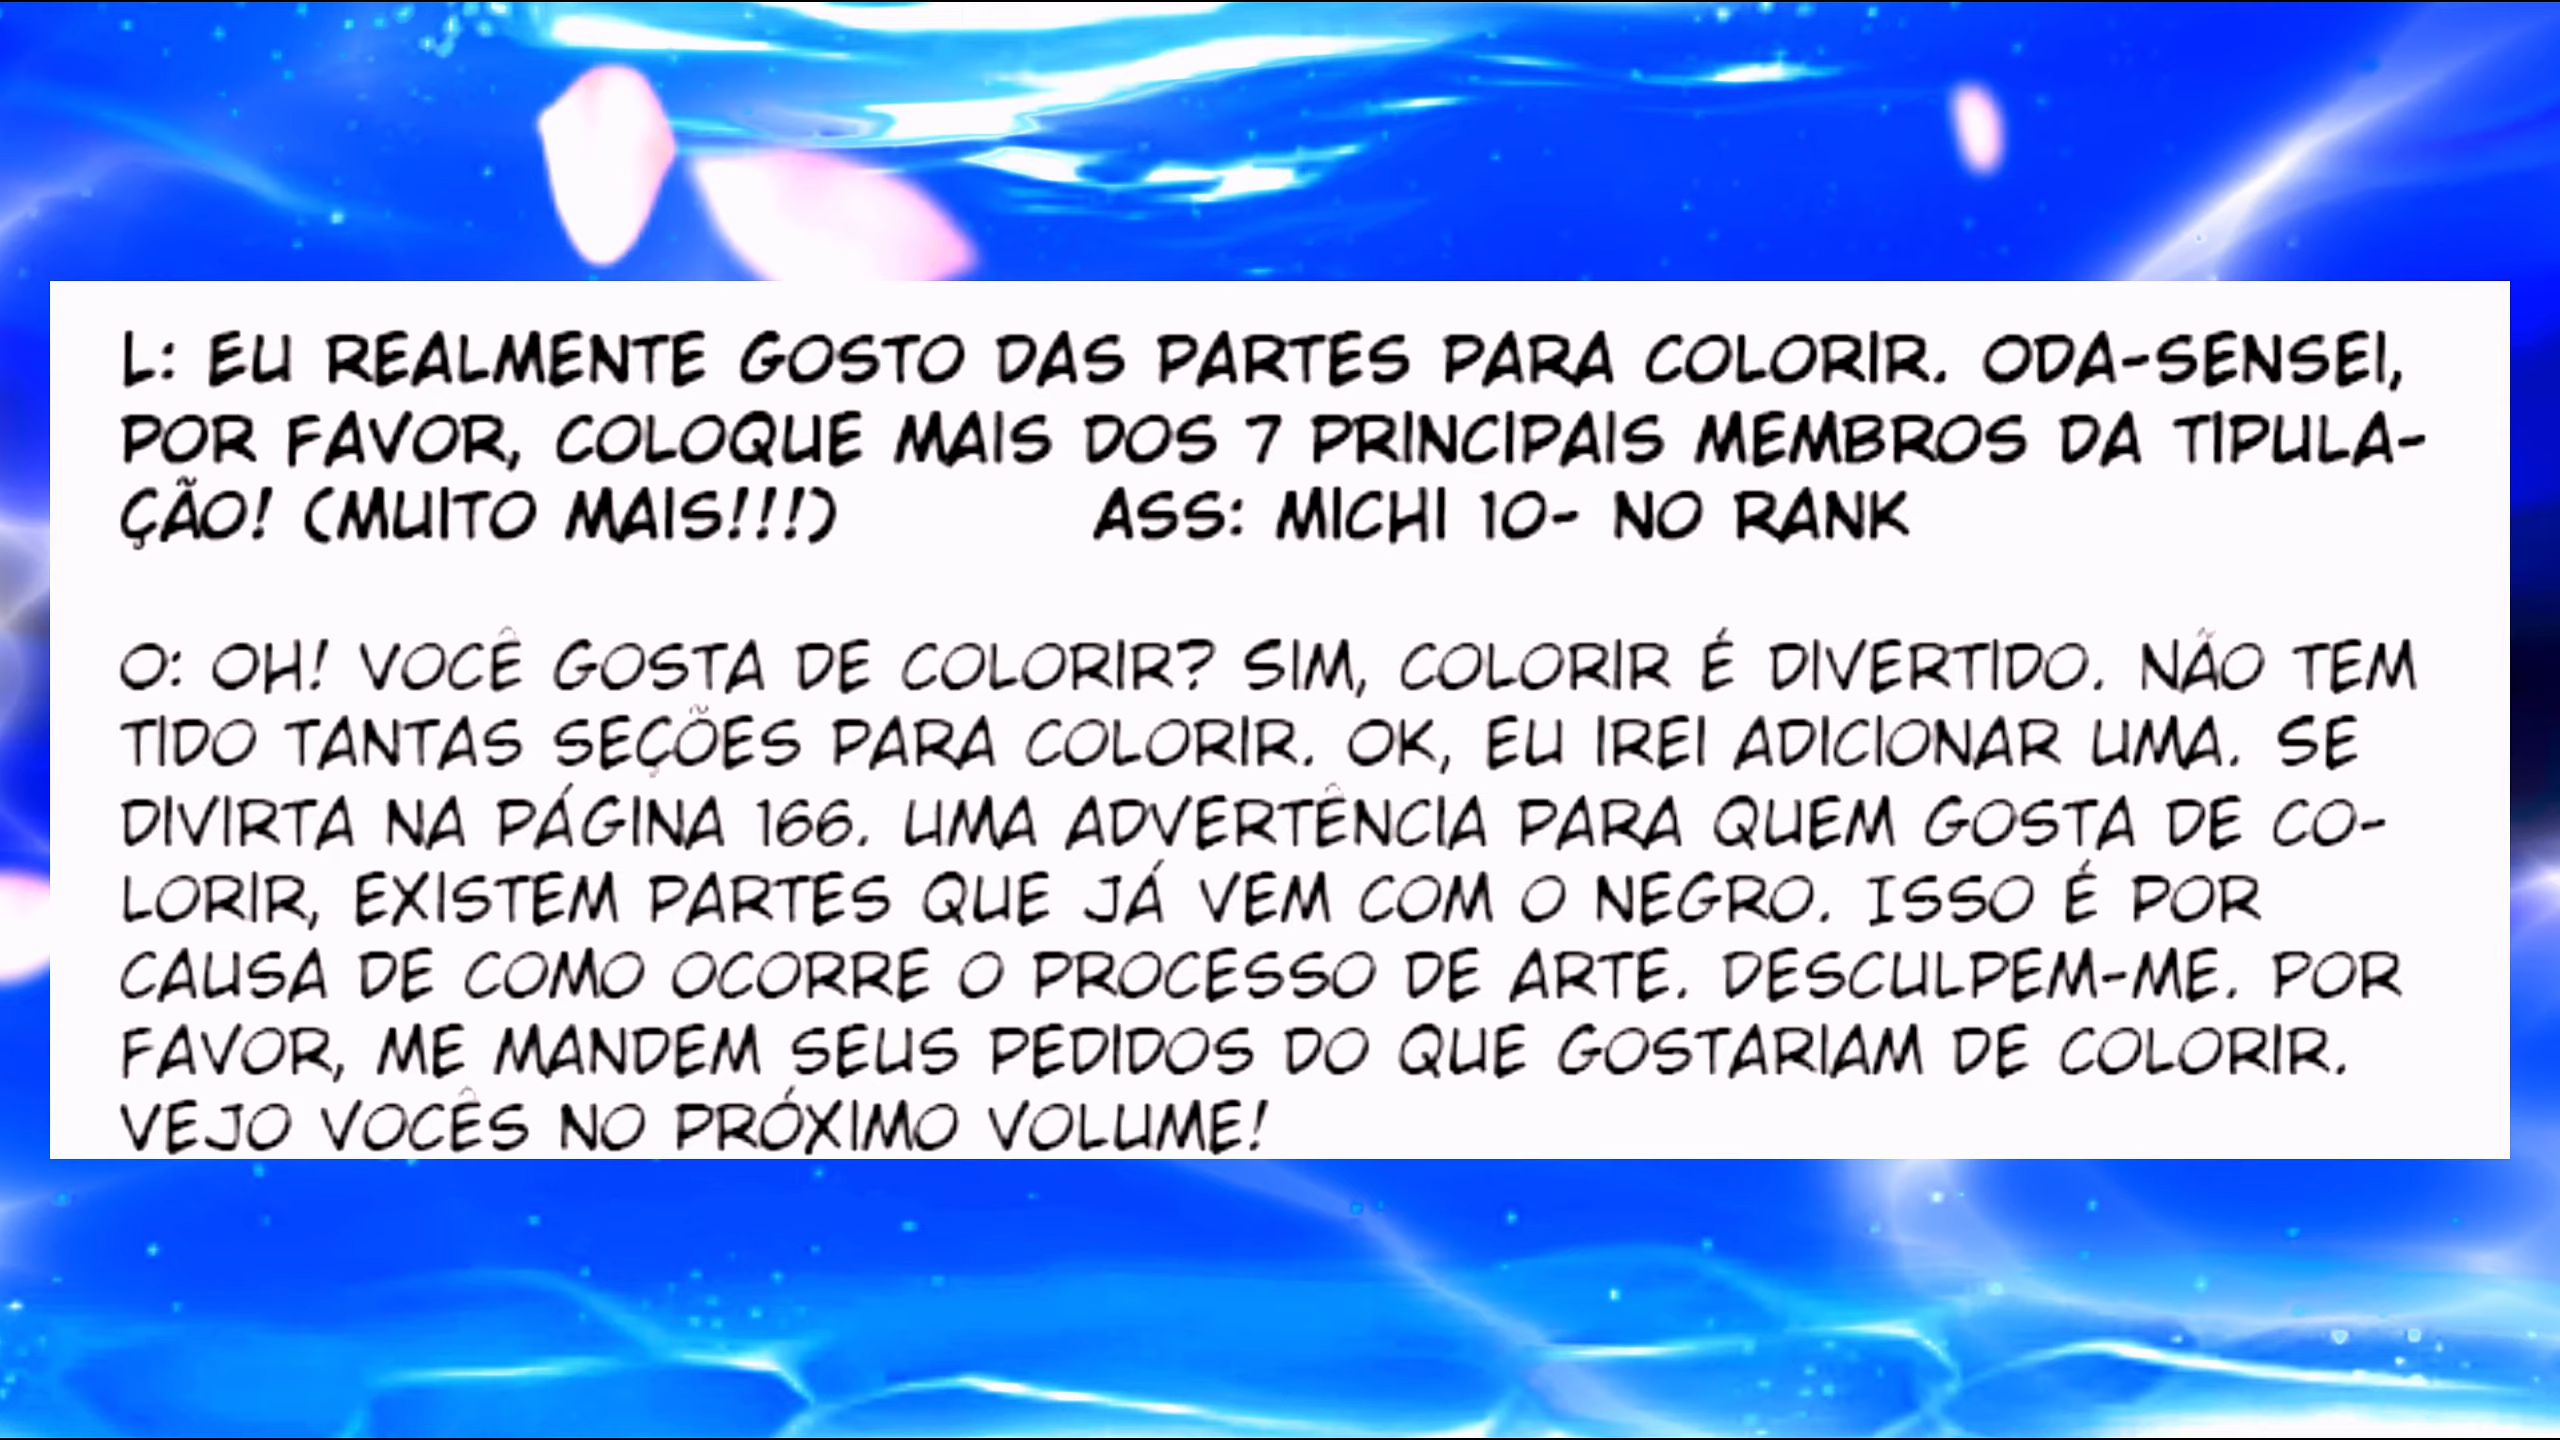 L: EU REALMENTE GOSTO DAS PARTES PARA COLORIR. ODA-SENSEI,
POR FAVOR, COLOQUE MAIS DOS 7 PRINCIPAIS MEMBROS DA TIPULA-
ÇÃO! (MUITO MAIS!!!) ASS: MICHI 10- NO RANK
O: OH! VOCÊ GOSTA DE COLORIR? SIM, COLORIR É DIVERTIDO. NÃO TEM
TIDO TANTAS SEÇÕES PARA COLORIR. OK, EU IREI ADICIONAR UMA. SE
DIVIRTA NA PÁGINA 166. UMA ADVERTÊNCIA PARA QUEM GOSTA DE CO-
LORIR, EXISTEM PARTES QUE JÁ VEM COM O NEGRO. ISSO É POR
CAUSA DE COMO OCORRE O PROCESSO DE ARTE. DESCULPEM-ME. POR
FAVOR, ME MANDEM SEUS PEDIDOS DO QUE GOSTARIAM DE COLORIR.
VEJO VOCÊS NO PRÓXIMO VOLUME!